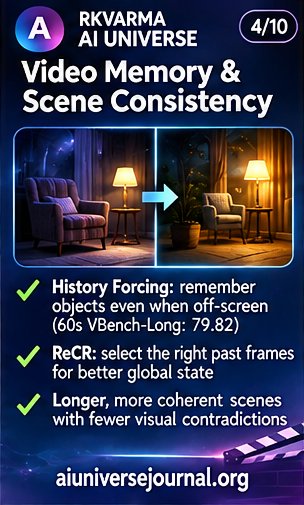 A
RKVARMA
AI UNIVERSE
4/10
Video Memory &
Scene Consistency
History Forcing: remember
objects even when off-screen
(60s VBench-Long: 79.82)
ReCR: select the right past frames
for better global state
Longer, more coherent scenes
with fewer visual contradictions
aiuniversejournal.org